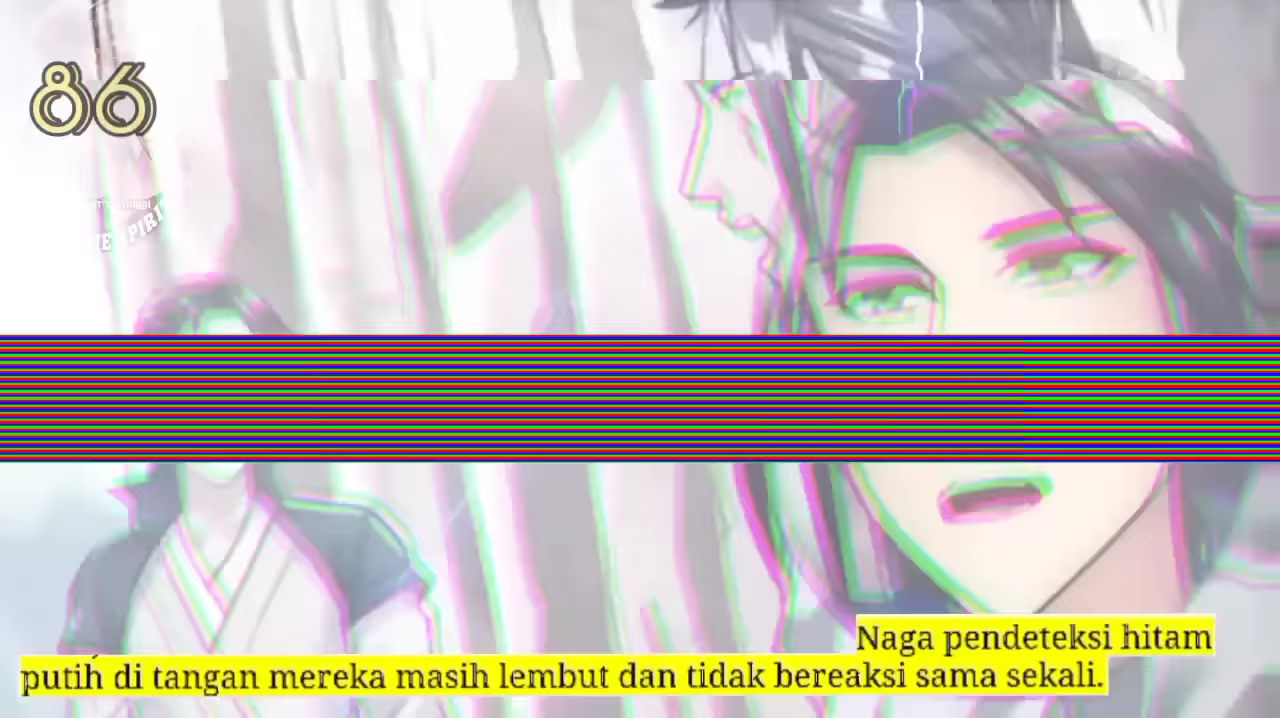 86
Naga pendeteksi hitam
putih di tangan mereka masih lembut dan tidak bereaksi sama sekali.